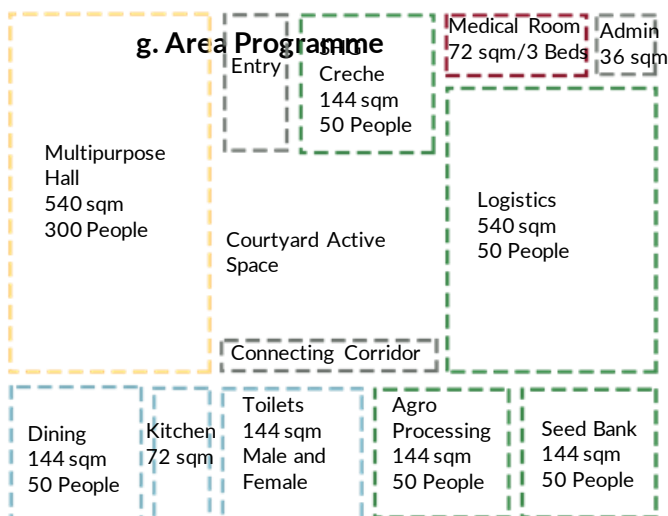 g. Area Programme
Entry
SHG
Creche
144 sqm
50 People
Medical Room
72 sqm/3 Beds
Admin
36 sqm
Multipurpose
Hall
540 sqm
300 People
Logistics
540 sqm
50 People
Courtyard Active
Space
Connecting Corridor
Dining
144 sqm
50 People
Kitchen
72 sqm
Toilets
144 sqm
Male and
Female
Agro
Processing
144 sqm
50 People
Seed Bank
144 sqm
50 People